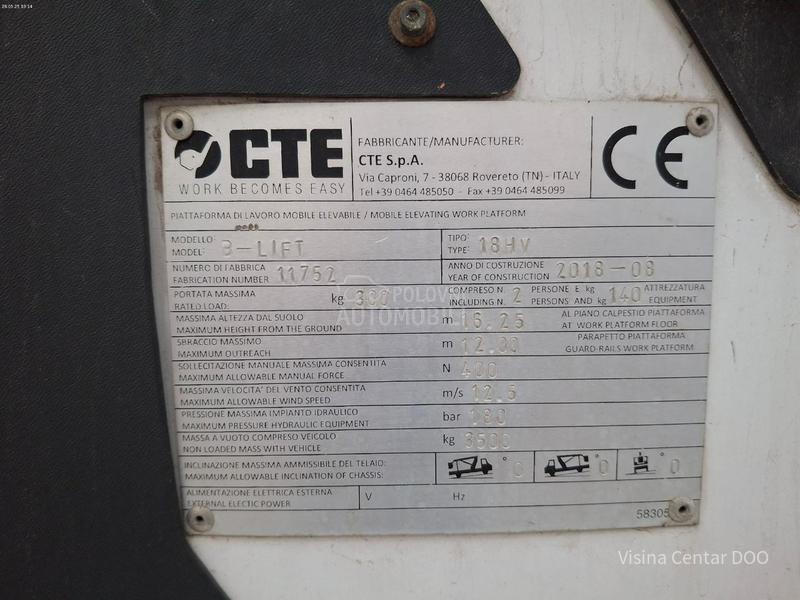 28.05.25 10:14
CTE
WORK BECOMES EASY
FABBRICANTE/MANUFACTURER:
CTE S.p.A.
Via Caproni, 7 - 38068 Rovereto (TN) - ITALY
Tel +39 0464 485050 - Fax +39 0464 485099
CE
PIATTAFORMA DI LAVORO MOBILE ELEVABILE / MOBILE ELEVATING WORK PLATFORM
MODELLO:
MODEL: B-LIFT
TIPO:
TYPE: 18HV
NUMERO DI FABBRICA
FABRICATION NUMBER 11752
ANNO DI COSTRUZIONE
YEAR OF CONSTRUCTION 2018-08
PORTATA MASSIMA
RATED LOAD: kg 300
COMPRESO N. 2 PERSONE E kg 140 ATTREZZATURA
INCLUDING N. PERSONS AND kg EQUIPMENT
MASSIMA ALTEZZA DAL SUOLO
MAXIMUM HEIGHT FROM THE GROUND
m 16.25
AL PIANO CALPESTIO PIATTAFORMA
AT WORK PLATFORM FLOOR
SBRACCIO MASSIMO
MAXIMUM OUTREACH
m 12.00
PARAPETTO PIATTAFORMA
GUARD-RAILS WORK PLATFORM
SOLLECITAZIONE MANUALE MASSIMA CONSENTITA
MAXIMUM ALLOWABLE MANUAL FORCE
N 400
MASSIMA VELOCITA' DEL VENTO CONSENTITA
MAXIMUM ALLOWABLE WIND SPEED
m/s 12.5
PRESSIONE MASSIMA IMPIANTO IDRAULICO
MAXIMUM PRESSURE HYDRAULIC EQUIPMENT
bar 180
MASSA A VUOTO COMPRESO VEICOLO
NON LOADED MASS WITH VEHICLE
kg 3500
INCLINAZIONE MASSIMA AMMISSIBILE DEL TELAIO:
MAXIMUM ALLOWABLE INCLINATION OF CHASSIS:
° 0 ° 0 ° 0
ALIMENTAZIONE ELETTRICA ESTERNA
EXTERNAL ELECTIC POWER
V Hz
58305
POLOVNI
AUTOMOBILI
Visina Centar DOO